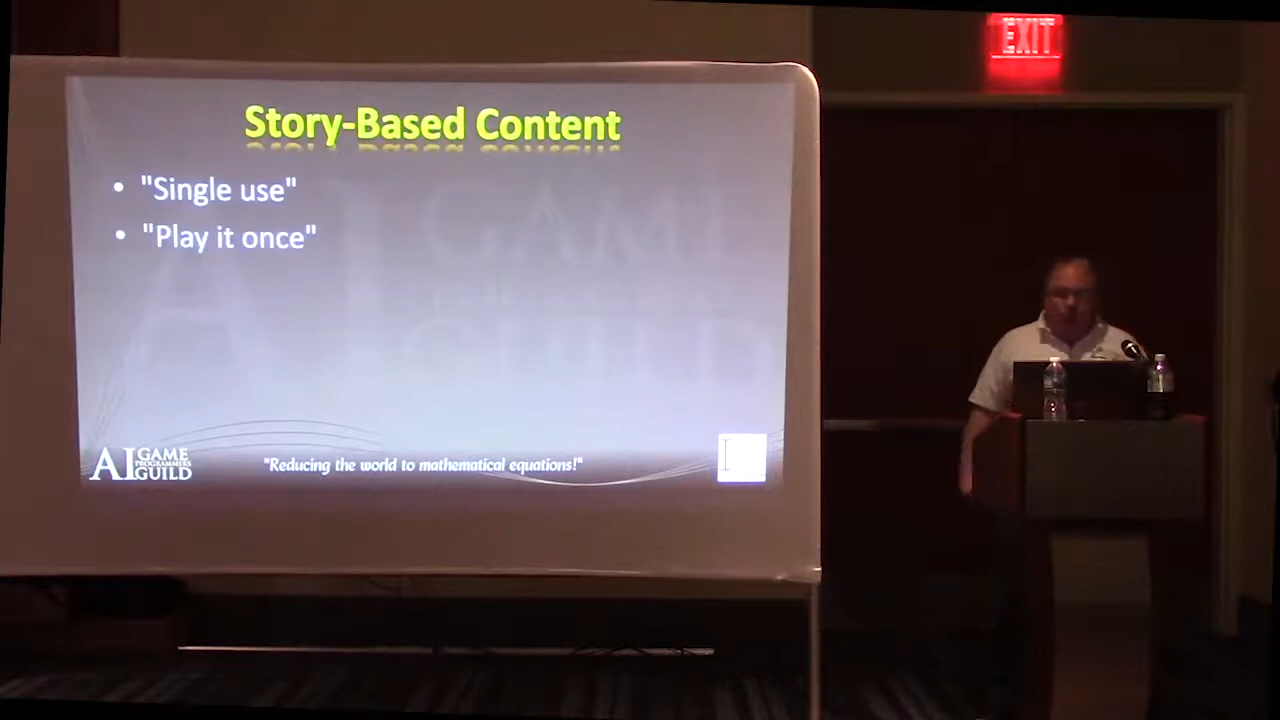 EXIT
Story-Based Content
• "Single use"
• "Play it once"
AI GAME
PROGRAMMERS
GUILD
"Reducing the world to mathematical equations!"